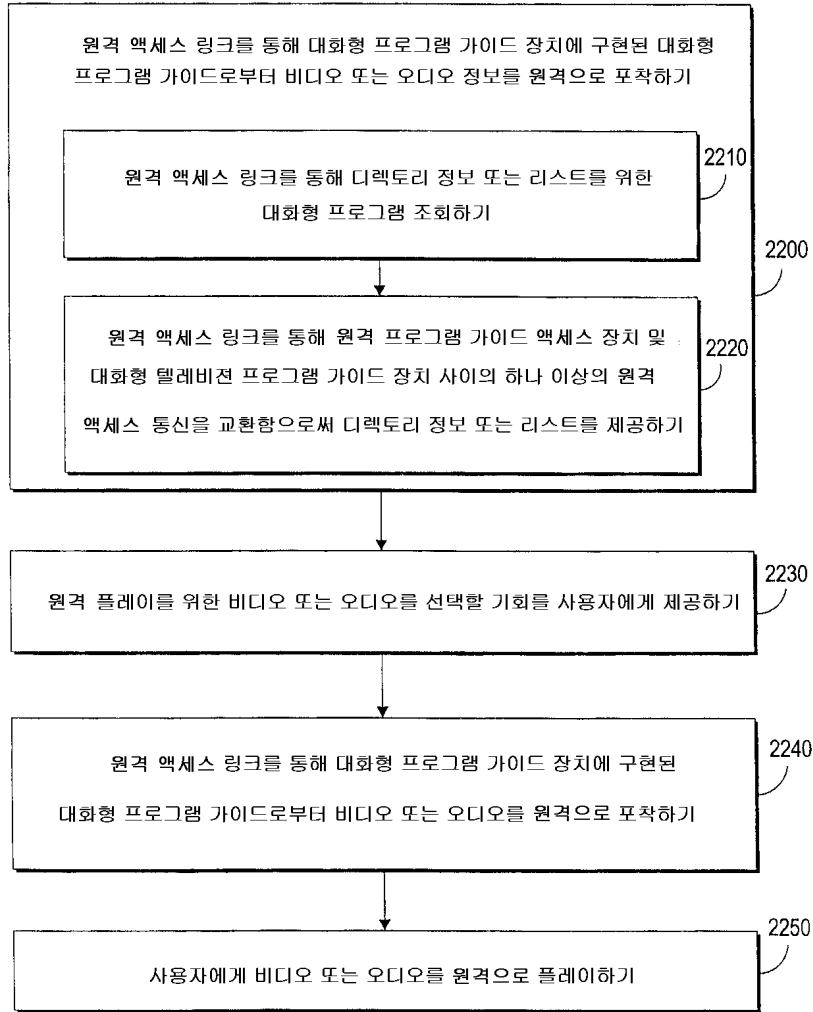 원격 액세스 링크를 통해 대화형 프로그램 가이드 장치에 구현된 대화형
프로그램 가이드로부터 비디오 또는 오디오 정보를 원격으로 포착하기
2210
원격 액세스 링크를 통해 디렉토리 정보 또는 리스트를 위한
대화형 프로그램 조회하기
2200
원격 액세스 링크를 통해 원격 프로그램 가이드 액세스 장치 및
2220
대화형 텔레비젼 프로그램 가이드 장치 사이의 하나 이상의 원격
액세스 통신을 교환함으로써 디렉토리 정보 또는 리스트를 제공하기
2230
원격 플레이를 위한 비디오 또는 오디오를 선택할 기회를 사용자에게 제공하기
2240
원격 액세스 링크를 통해 대화형 프로그램 가이드 장치에 구현된
대화형 프로그램 가이드로부터 비디오 또는 오디오를 원격으로 포착하기
2250
사용자에게 비디오 또는 오디오를 원격으로 플레이하기